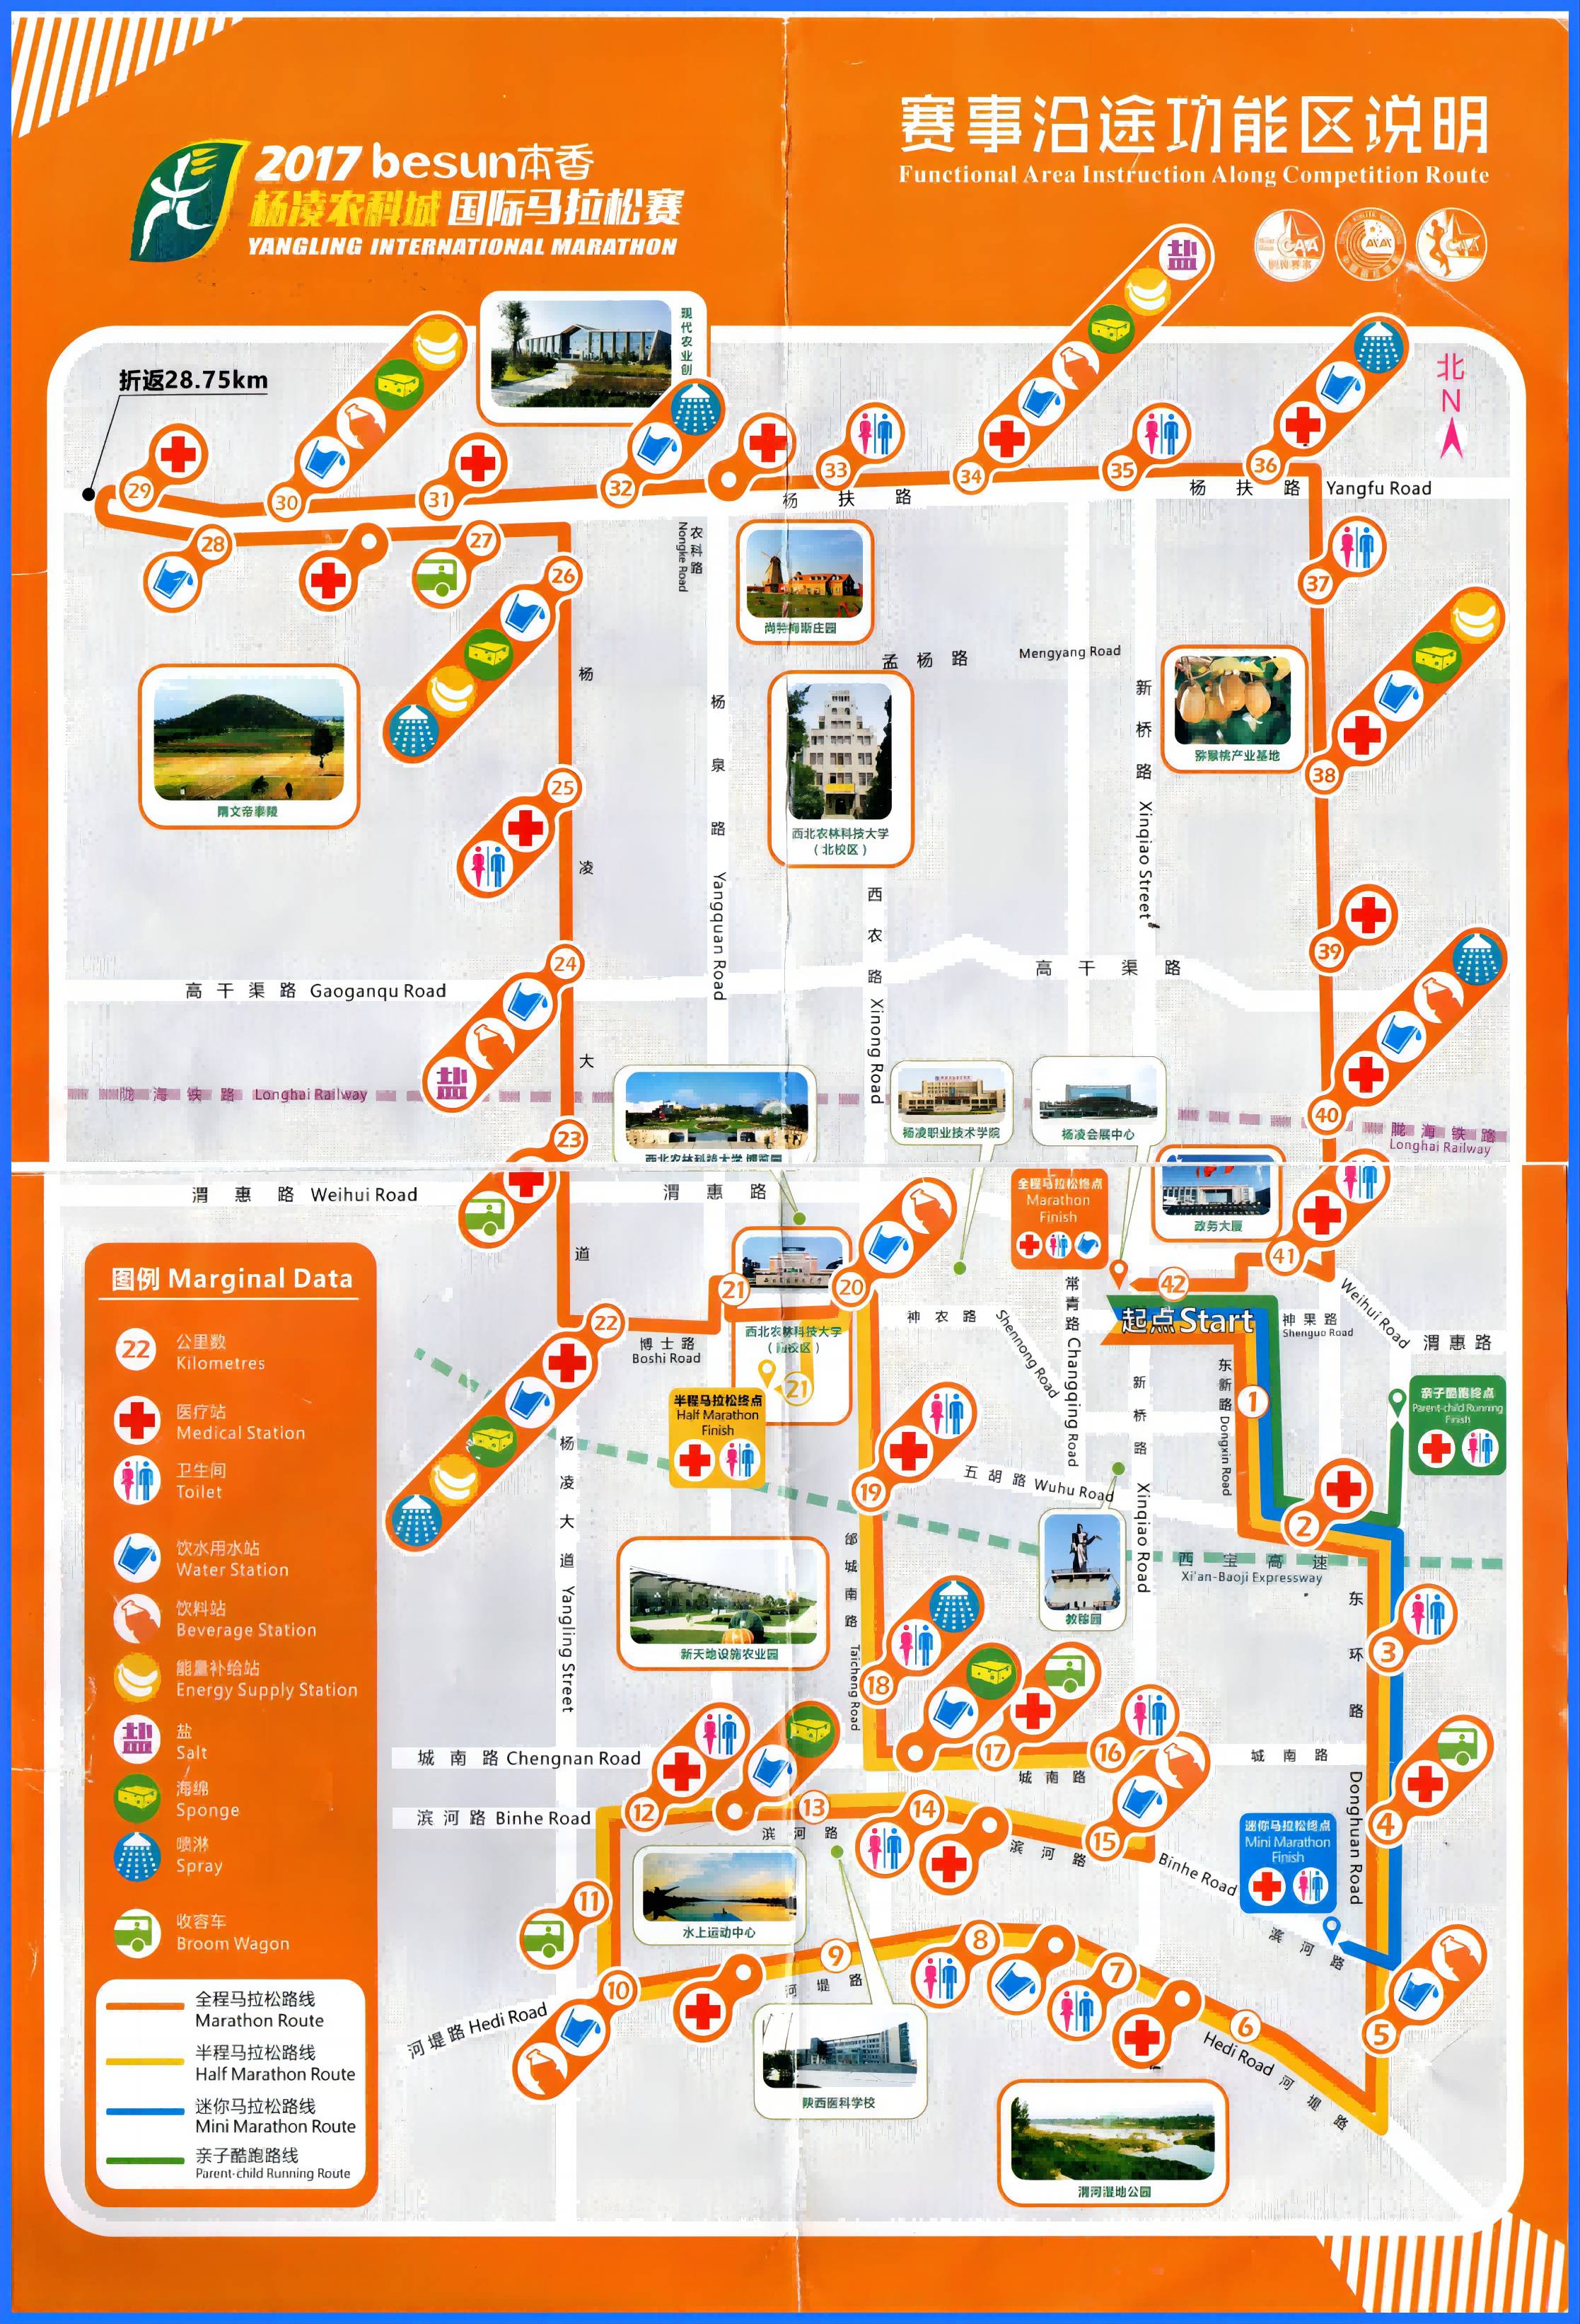 赛事沿途功能区说明
Functional Area Instruction Along Competition Route
2017 besun本香
杨凌农科城 国际马拉松赛
YANGLING INTERNATIONAL MARATHON
现代农业创
盐
折返28.75km
北
N
29
30
31
32
33
34
35
36
杨扶路
杨扶路 Yangfu Road
28
27
26
37
农科路
Nongke Road
尚特梅斯庄园
孟杨路 Mengyang Road
杨
凌
大
道
杨泉路 Yangquan Road
新桥路 Xinqiao Street
猕猴桃产业基地
38
隋文帝泰陵
25
西北农林科技大学
(北校区)
西农路 Xinong Road
39
24
高干渠路 Gaoganqu Road
高干渠路
盐
陇海铁路 Longhai Railway
40
陇海铁路
Longhai Railway
23
西北农林科技大学 博览园
杨凌职业技术学院
杨凌会展中心
渭惠路 Weihui Road
渭惠路
全程马拉松终点
Marathon
Finish
政务大厦
41
42
21
20
22
博士路
Boshi Road
西北农林科技大学
(南校区)
21
半程马拉松终点
Half Marathon
Finish
神农路
Shennong Road
常青路 Changqing Road
起点Start
神果路
Shenguo Road
Weihui Road
渭惠路
东新路 Dongxin Road
1
新桥路 Xinqiao Road
亲子酷跑终点
Parent-child Running
Finish
19
五胡路 Wuhu Road
2
西宝高速
Xi'an-Baoji Expressway
教稼园
杨凌大道 Yangling Street
邰城南路 Taicheng Road
新天地设施农业园
东环路 Donghuan Road
3
18
17
16
城南路 Chengnan Road
城南路
城南路
4
滨河路 Binhe Road
12
13
14
15
滨河路
滨河路
Binhe Road
滨河路
迷你马拉松终点
Mini Marathon
Finish
水上运动中心
11
10
9
8
7
6
5
河堤路 Hedi Road
河堤路
Hedi Road 河堤路
陕西医科学校
渭河湿地公园
图例 Marginal Data
22
公里数
Kilometres
医疗站
Medical Station
卫生间
Toilet
饮水用水站
Water Station
饮料站
Beverage Station
能量补给站
Energy Supply Station
盐
盐
Salt
海绵
Sponge
喷淋
Spray
收容车
Broom Wagon
全程马拉松路线
Marathon Route
半程马拉松路线
Half Marathon Route
迷你马拉松路线
Mini Marathon Route
亲子酷跑路线
Parent-child Running Route